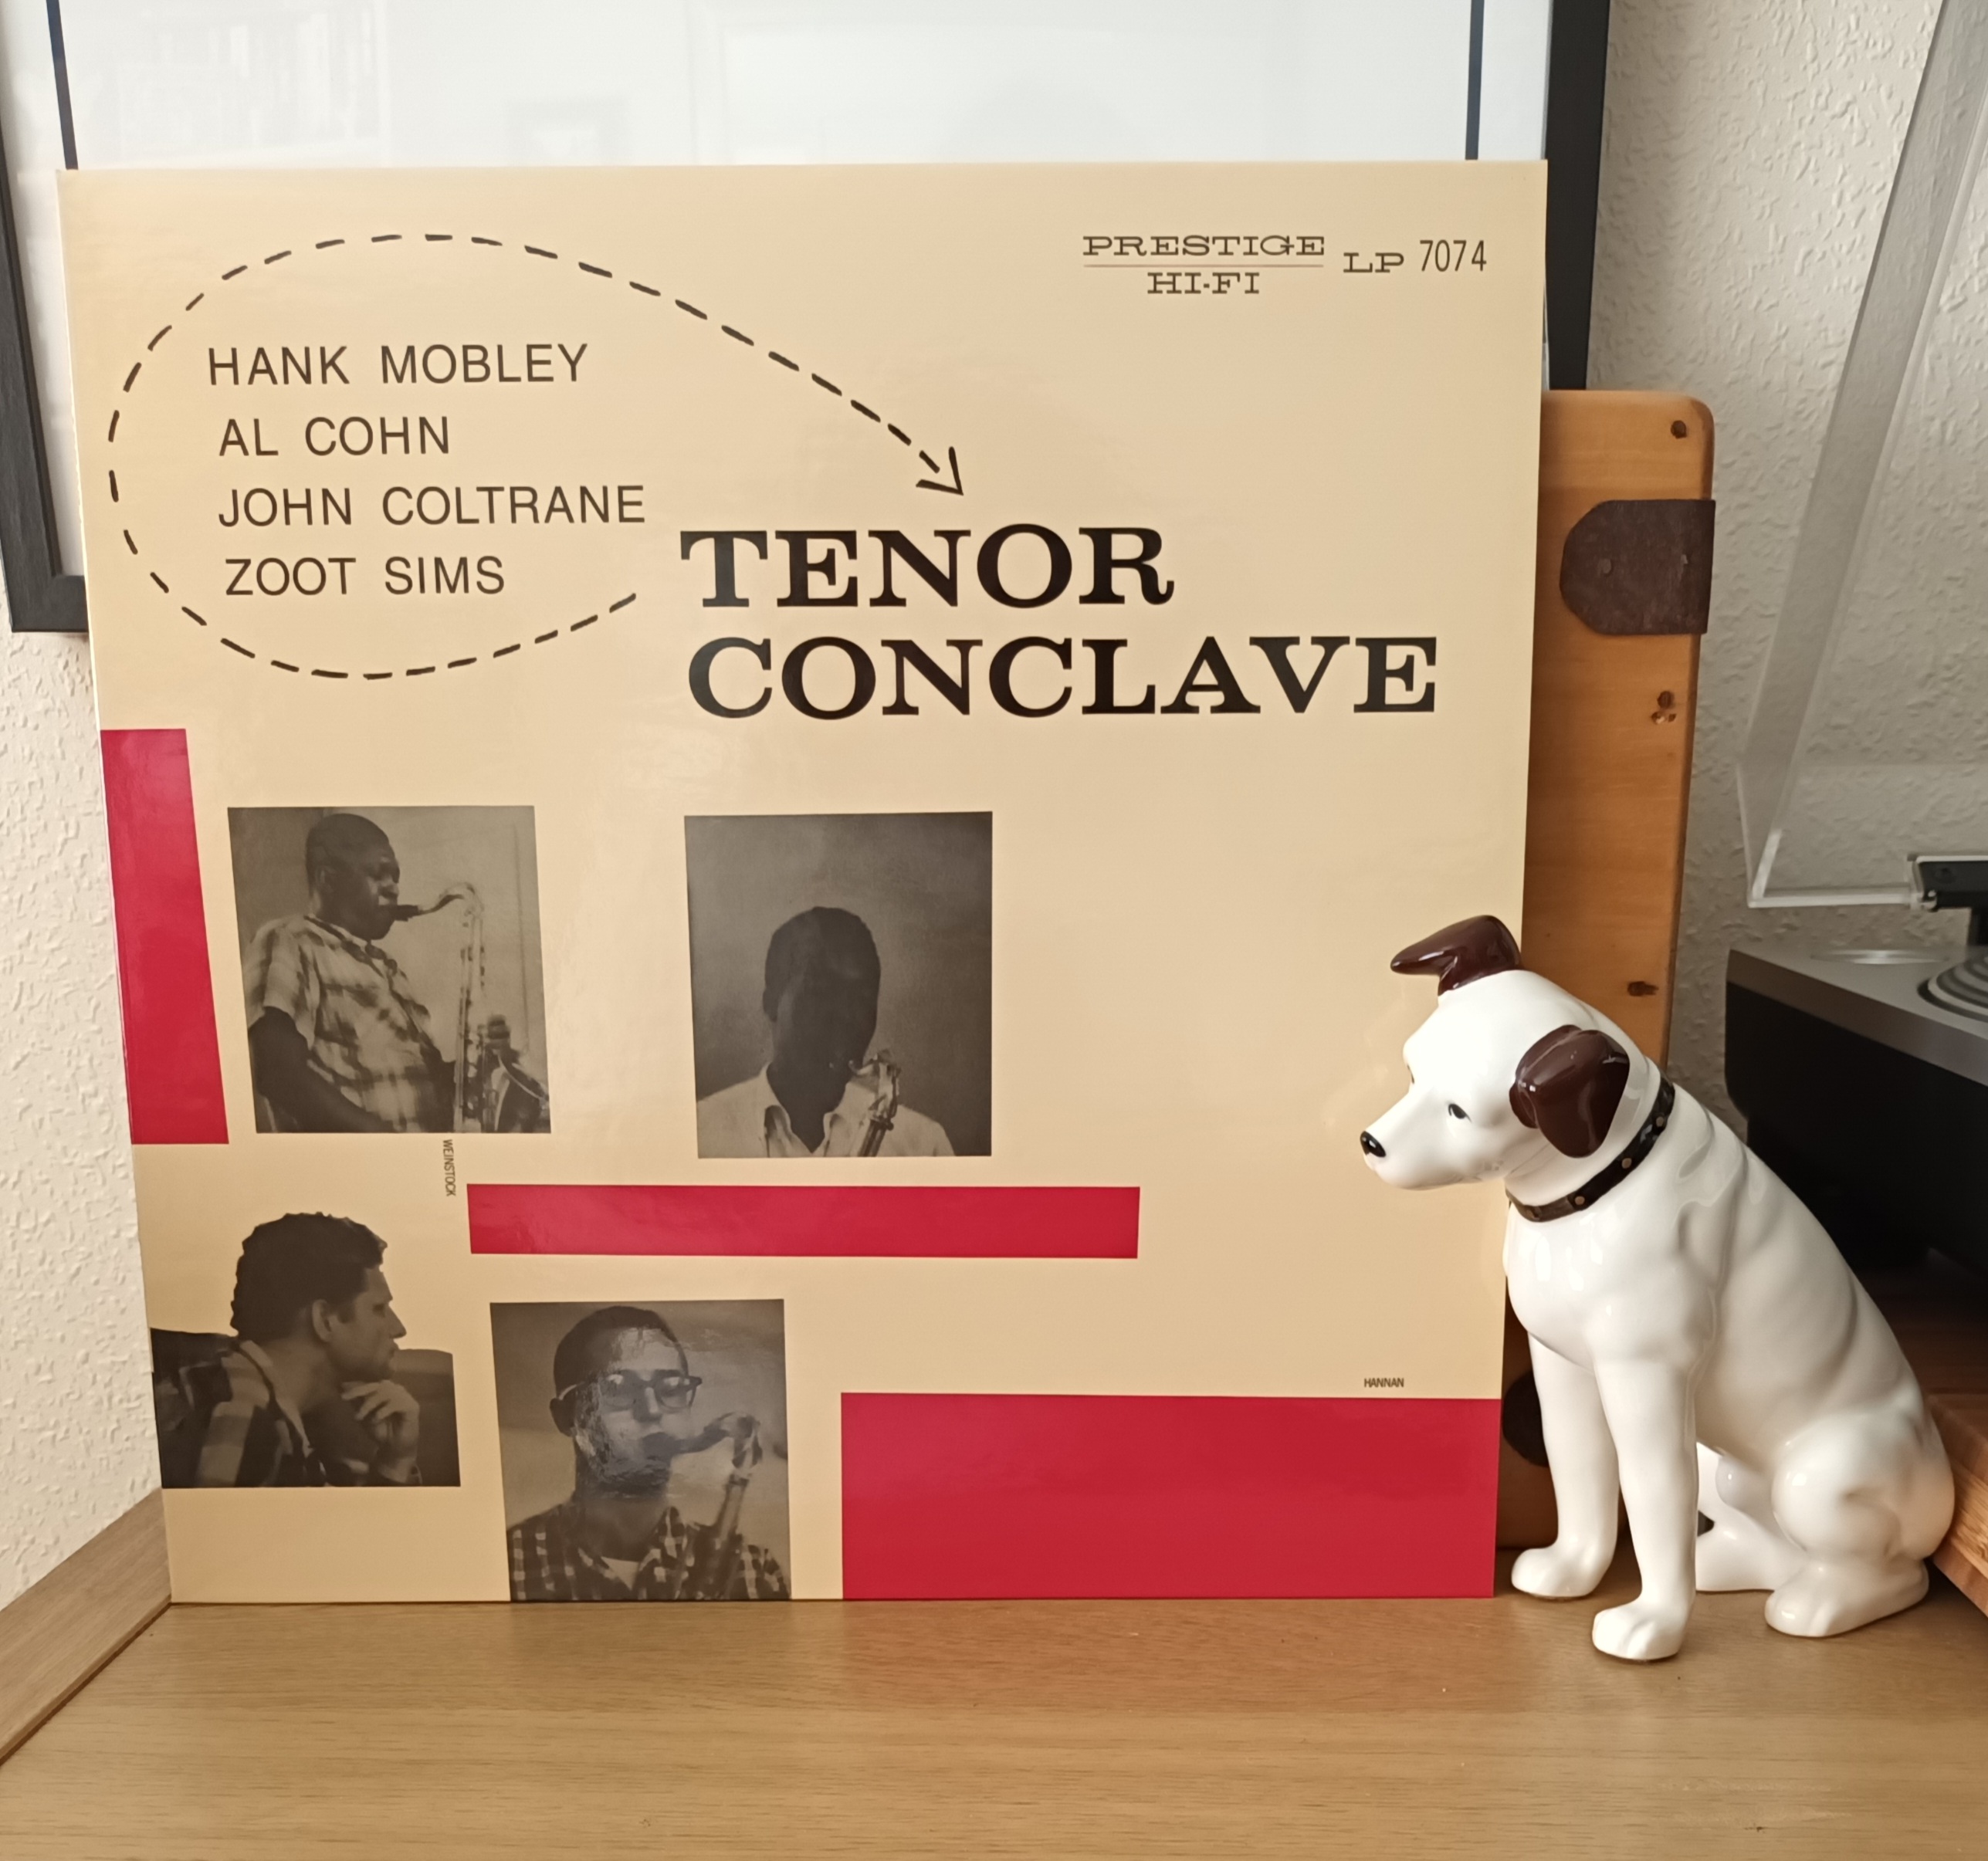 PRESTIGE
HI-FI
LP 7074
HANK MOBLEY
AL COHN
JOHN COLTRANE
ZOOT SIMS
TENOR
CONCLAVE
WEINSTOCK
HANNAN